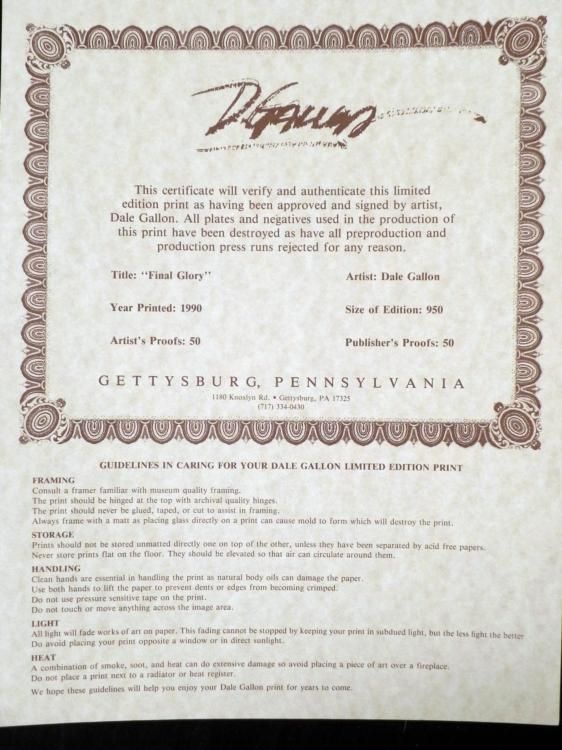 D Gallon
This certificate will verify and authenticate this limited
edition print as having been approved and signed by artist,
Dale Gallon. All plates and negatives used in the production of
this print have been destroyed as have all preproduction and
production press runs rejected for any reason.
Title: "Final Glory" Artist: Dale Gallon
Year Printed: 1990 Size of Edition: 950
Artist's Proofs: 50 Publisher's Proofs: 50
GETTYSBURG, PENNSYLVANIA
1180 Knoslyn Rd. • Gettysburg, PA 17325
(717) 334-0430
GUIDELINES IN CARING FOR YOUR DALE GALLON LIMITED EDITION PRINT
FRAMING
Consult a framer familiar with museum quality framing.
The print should be hinged at the top with archival quality hinges.
The print should never be glued, taped, or cut to assist in framing.
Always frame with a matt as placing glass directly on a print can cause mold to form which will destroy the print.
STORAGE
Prints should not be stored unmatted directly one on top of the other, unless they have been separated by acid free papers.
Never store prints flat on the floor. They should be elevated so that air can circulate around them.
HANDLING
Clean hands are essential in handling the print as natural body oils can damage the paper.
Use both hands to lift the paper to prevent dents or edges from becoming crimped.
Do not use pressure sensitive tape on the print.
Do not touch or move anything across the image area.
LIGHT
All light will fade works of art on paper. This fading cannot be stopped by keeping your print in subdued light, but the less light the better
Do avoid placing your print opposite a window or in direct sunlight.
HEAT
A combination of smoke, soot, and heat can do extensive damage so avoid placing a piece of art over a fireplace.
Do not place a print next to a radiator or heat register.
We hope these guidelines will help you enjoy your Dale Gallon print for years to come.